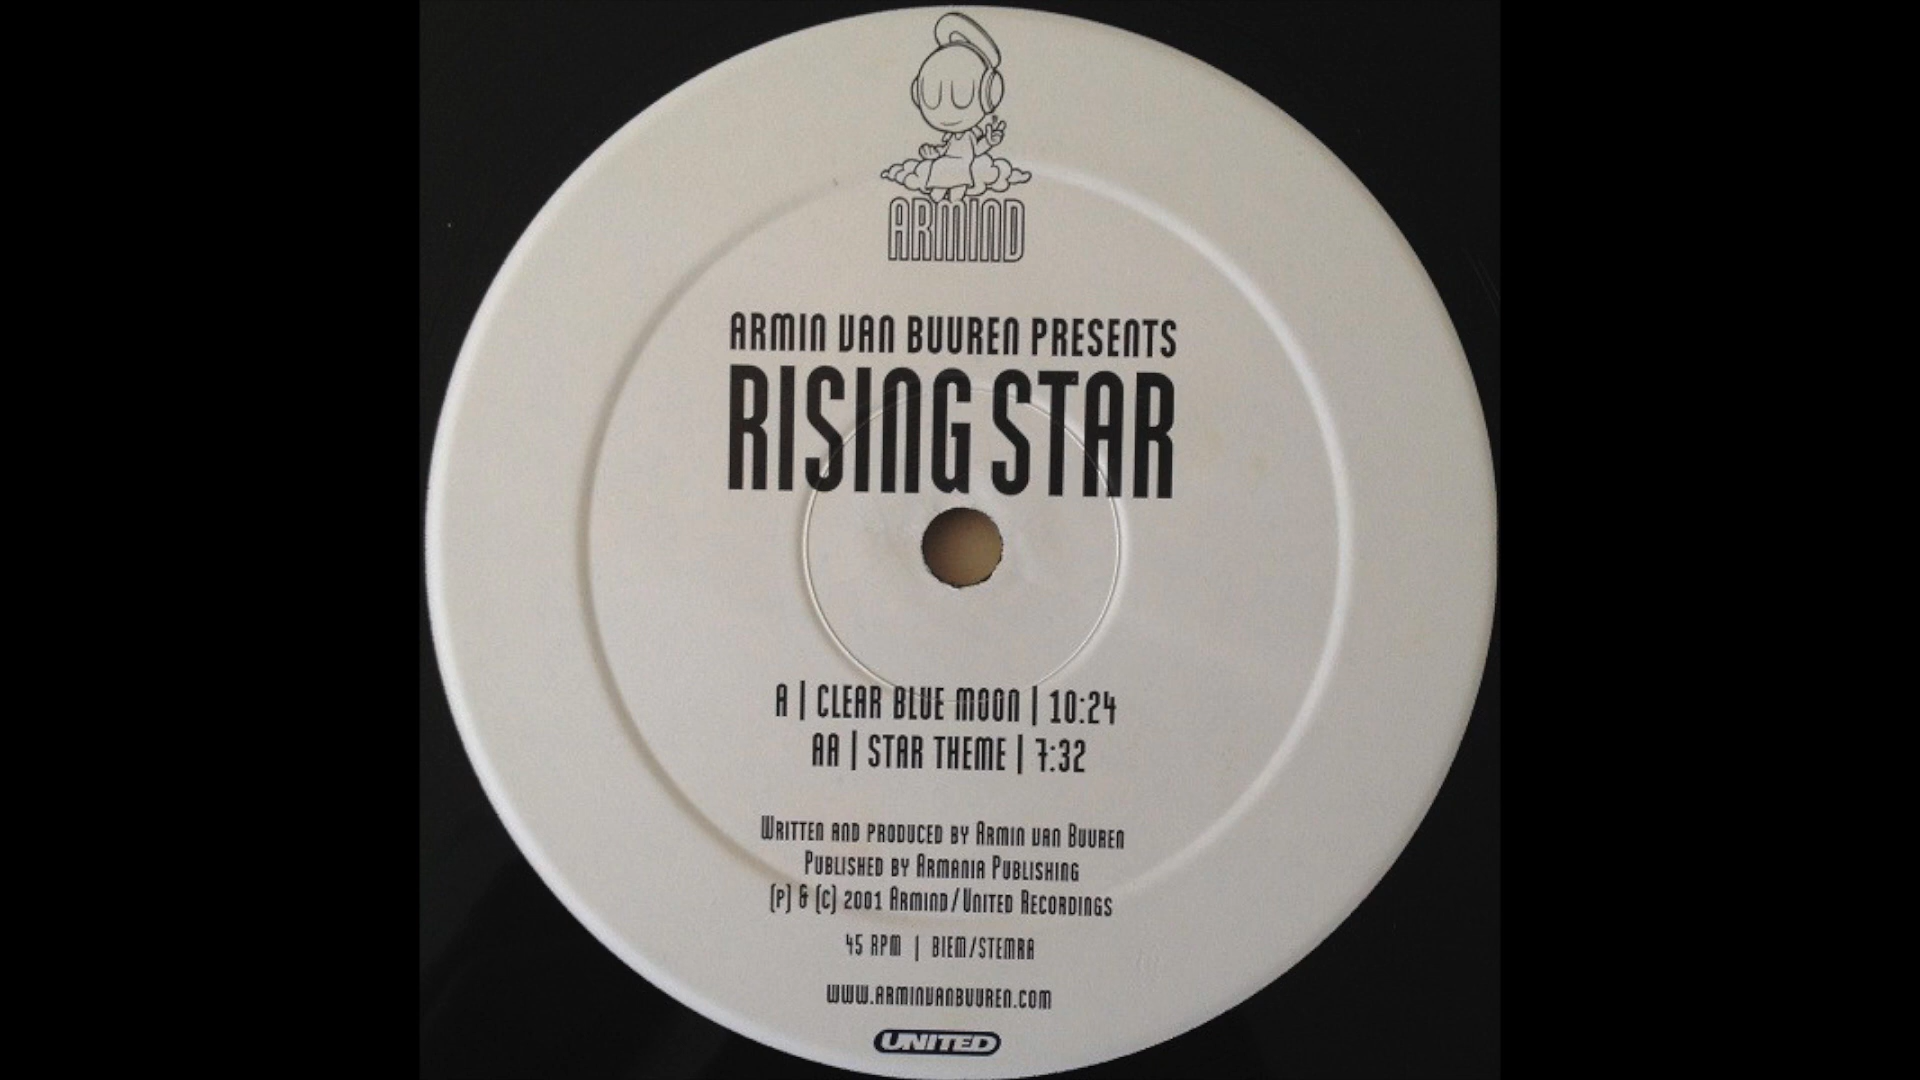 ARMIND
ARMIN VAN BUUREN PRESENTS
RISING STAR
A | CLEAR BLUE MOON | 10:24
AA | STAR THEME | 7:32
WRITTEN AND PRODUCED BY ARMIN VAN BUUREN
PUBLISHED BY ARMANIA PUBLISHING
(P) & (C) 2001 ARMIND/UNITED RECORDINGS
45 RPM | BIEM/STEMRA
WWW.ARMINVANBUUREN.COM
UNITED